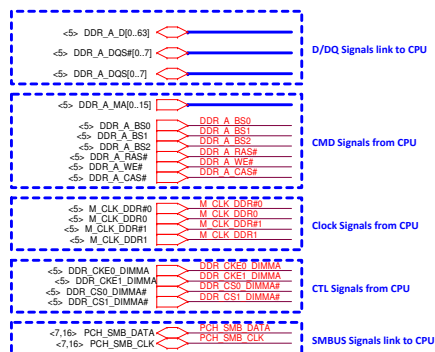 <5> DDR_A_D[0..63]
<5> DDR_A_DQS#[0..7]
<5> DDR_A_DQS[0..7]
D/DQ Signals link to CPU
<5> DDR_A_MA[0..15]
<5> DDR_A_BS0 DDR_A_BS0
<5> DDR_A_BS1 DDR_A_BS1
<5> DDR_A_BS2 DDR_A_BS2
<5> DDR_A_RAS# DDR_A_RAS#
<5> DDR_A_WE# DDR_A_WE#
<5> DDR_A_CAS# DDR_A_CAS#
CMD Signals from CPU
<5> M_CLK_DDR#0 M_CLK_DDR#0
<5> M_CLK_DDR0 M_CLK_DDR0
<5> M_CLK_DDR#1 M_CLK_DDR#1
<5> M_CLK_DDR1 M_CLK_DDR1
Clock Signals from CPU
<5> DDR_CKE0_DIMMA DDR_CKE0_DIMMA
<5> DDR_CKE1_DIMMA DDR_CKE1_DIMMA
<5> DDR_CS0_DIMMA# DDR_CS0_DIMMA#
<5> DDR_CS1_DIMMA# DDR_CS1_DIMMA#
CTL Signals from CPU
<7,16> PCH_SMB_DATA PCH_SMB_DATA
<7,16> PCH_SMB_CLK PCH_SMB_CLK
SMBUS Signals link to CPU